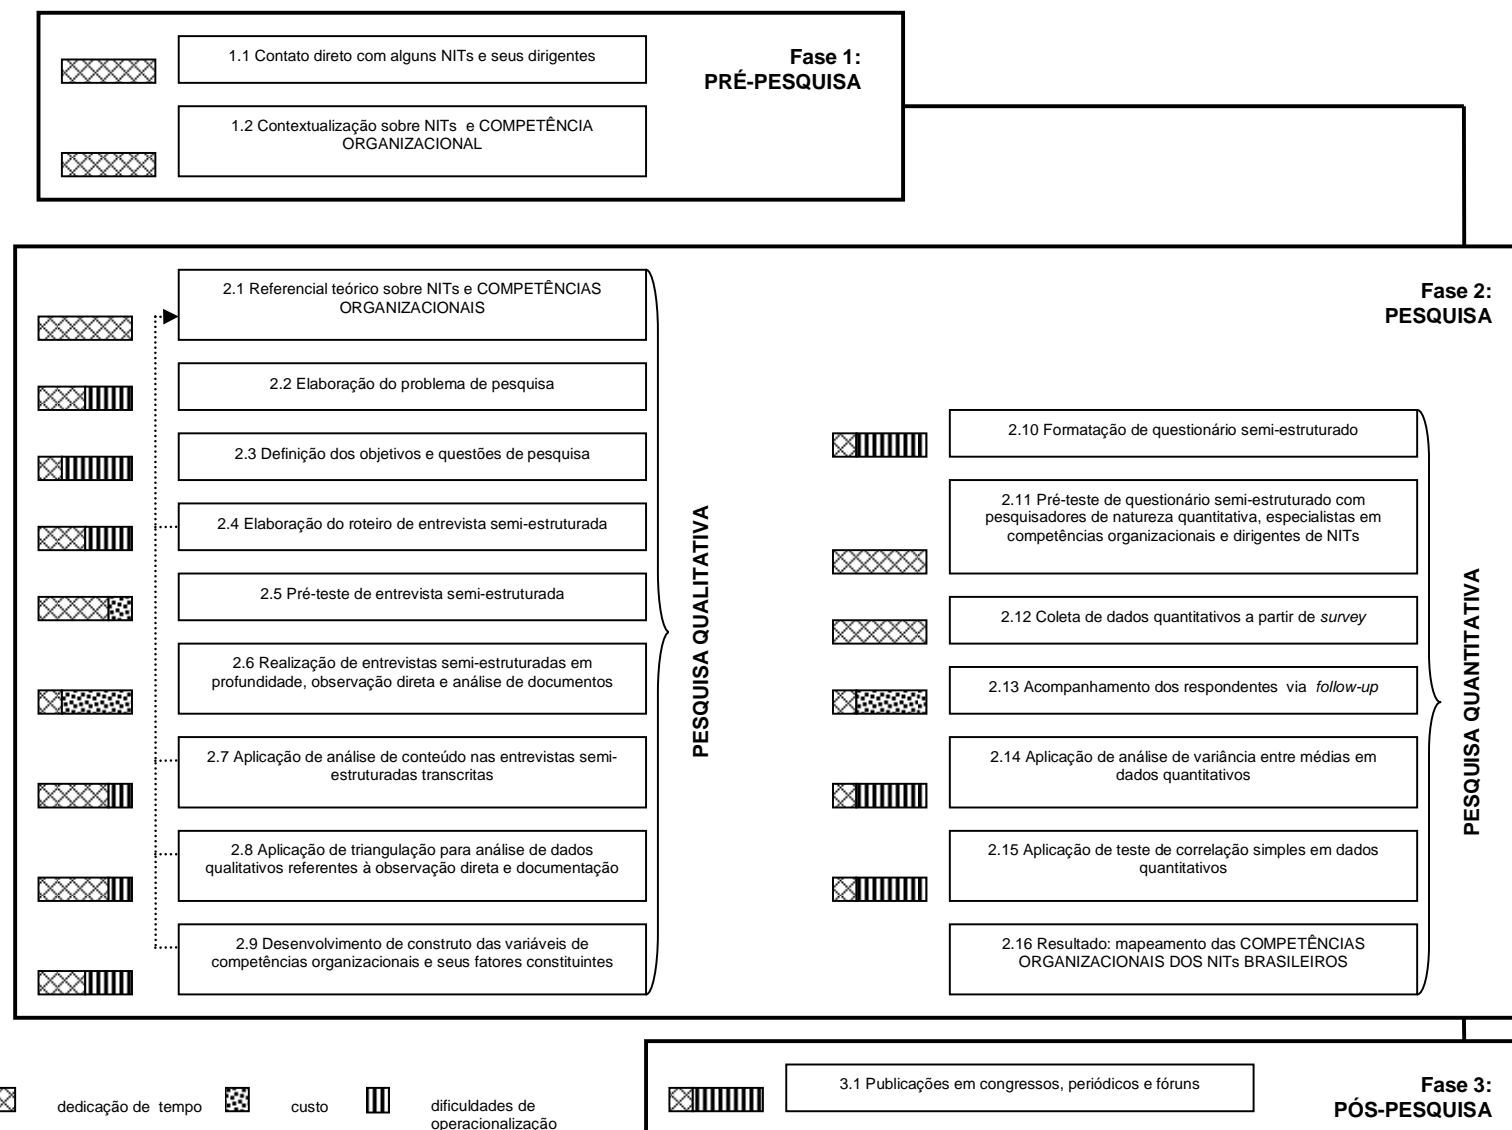 1.1 Contato direto com alguns NITs e seus dirigentes
Fase 1:
PRÉ-PESQUISA
1.2 Contextualização sobre NITs e COMPETÊNCIA
ORGANIZACIONAL
Fase 2:
PESQUISA
2.1 Referencial teórico sobre NITs e COMPETÊNCIAS
ORGANIZACIONAIS
2.2 Elaboração do problema de pesquisa
2.3 Definição dos objetivos e questões de pesquisa
2.4 Elaboração do roteiro de entrevista semi-estruturada
2.5 Pré-teste de entrevista semi-estruturada
2.6 Realização de entrevistas semi-estruturadas em
profundidade, observação direta e análise de documentos
2.7 Aplicação de análise de conteúdo nas entrevistas semi-
estruturadas transcritas
2.8 Aplicação de triangulação para análise de dados
qualitativos referentes à observação direta e documentação
2.9 Desenvolvimento de construto das variáveis de
competências organizacionais e seus fatores constituintes
PESQUISA QUALITATIVA
2.10 Formatação de questionário semi-estruturado
2.11 Pré-teste de questionário semi-estruturado com
pesquisadores de natureza quantitativa, especialistas em
competências organizacionais e dirigentes de NITs
2.12 Coleta de dados quantitativos a partir de survey
2.13 Acompanhamento dos respondentes via follow-up
2.14 Aplicação de análise de variância entre médias em
dados quantitativos
2.15 Aplicação de teste de correlação simples em dados
quantitativos
2.16 Resultado: mapeamento das COMPETÊNCIAS
ORGANIZACIONAIS DOS NITs BRASILEIROS
PESQUISA QUANTITATIVA
3.1 Publicações em congressos, periódicos e fóruns
Fase 3:
PÓS-PESQUISA
dedicação de tempo
custo
dificuldades de
operacionalização